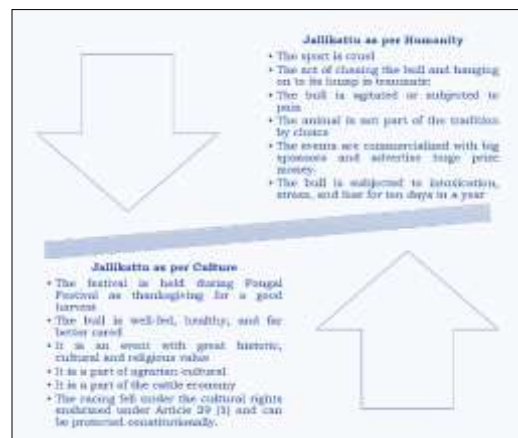 Jallikattu as per Humanity
• The sport is cruel
• The act of chasing the bull and hanging
on to its hump is traumatic
• The bull is agitated or subjected to
pain
• The animal is not part of the tradition
by choice
• The events are commercialized with big
sponsors and advertise huge prize
money.
• The bull is subjected to intoxication,
stress, and fear for ten days in a year
Jallikattu as per Culture
• The festival is held during Pongal
Festival as thanksgiving for a good
harvest
• The bull is well-fed, healthy, and far
better cared
• It is an event with great historic,
cultural and religious value
• It is a part of agrarian cultural
• It is a part of the cattle economy
• The racing fell under the cultural rights
enshrined under Article 29 (1) and can
be protected constitutionally.